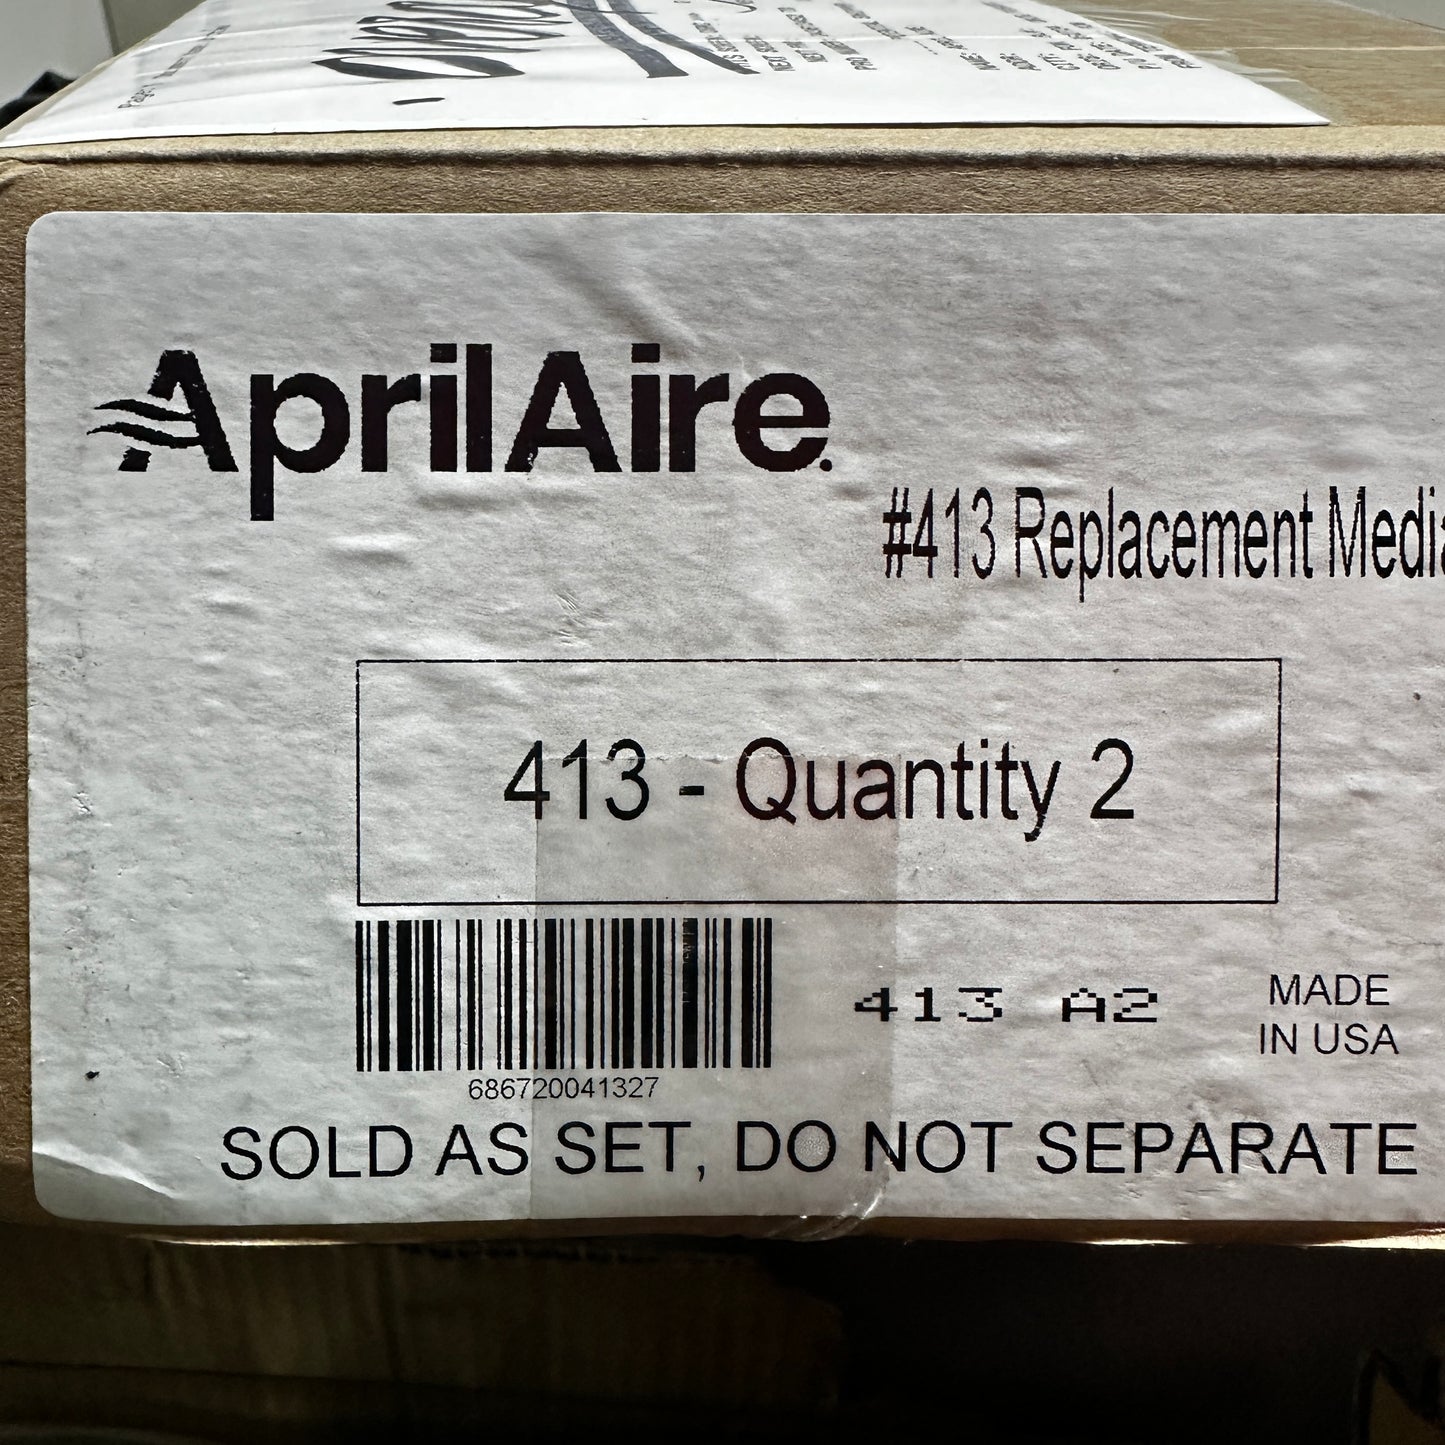 AprilAire.
#413 Replacement Media
413 - Quantity 2
413 A2
MADE
IN USA
686720041327
SOLD AS SET, DO NOT SEPARATE